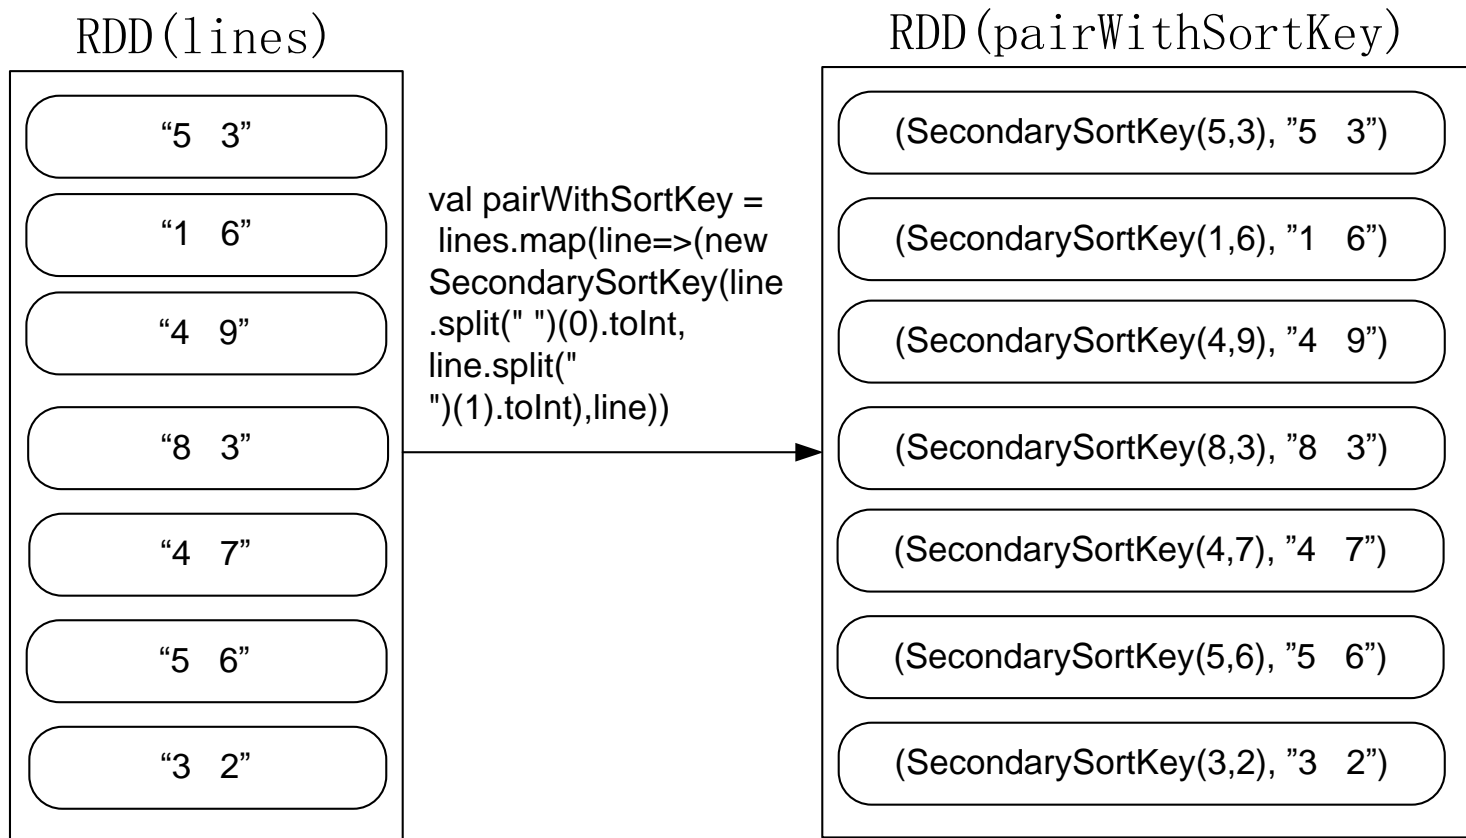 RDD(lines)
“5   3”
“1   6”
“4   9”
“8   3”
“4   7”
“5   6”
“3   2”
val pairWithSortKey =
 lines.map(line=>(new
SecondarySortKey(line
.split(" ")(0).toInt,
line.split("
")(1).toInt),line))
RDD(pairWithSortKey)
(SecondarySortKey(5,3), ”5   3”)
(SecondarySortKey(1,6), ”1   6”)
(SecondarySortKey(4,9), ”4   9”)
(SecondarySortKey(8,3), ”8   3”)
(SecondarySortKey(4,7), ”4   7”)
(SecondarySortKey(5,6), ”5   6”)
(SecondarySortKey(3,2), ”3   2”)